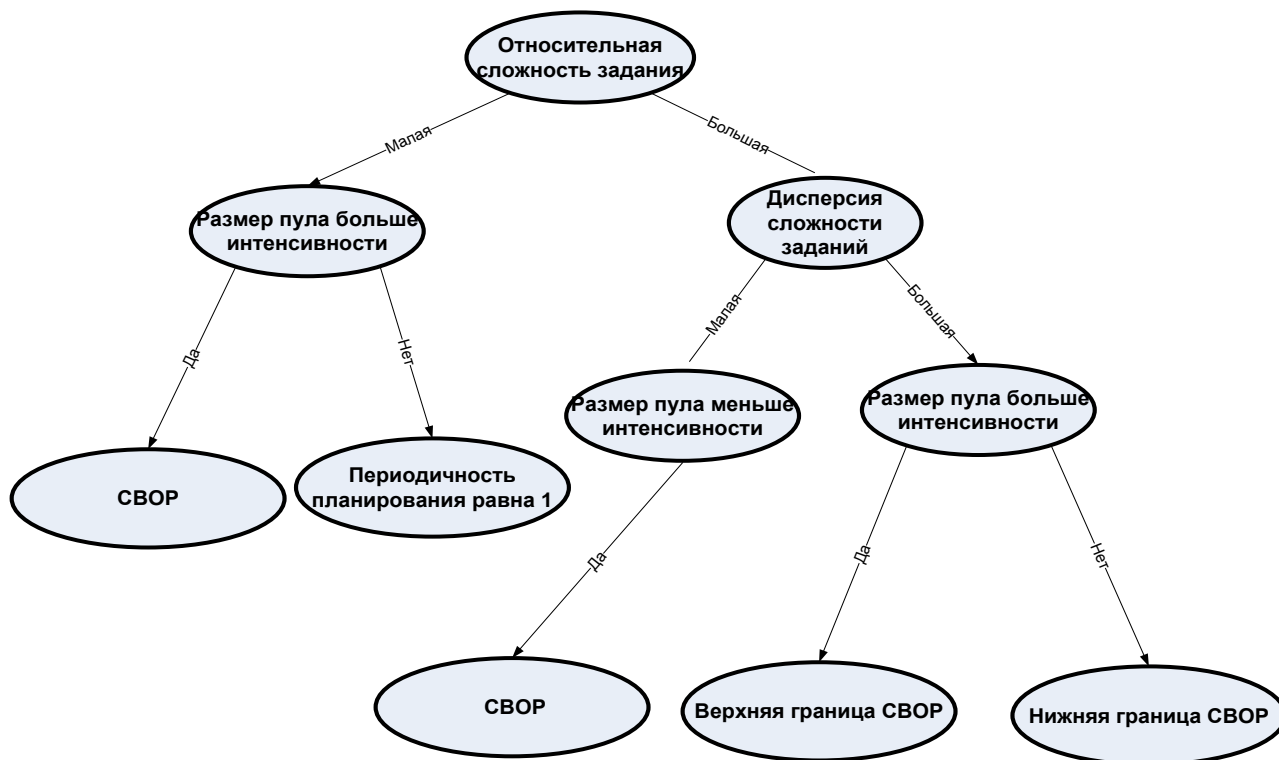 Относительная
сложность задания
Малая
Большая
Размер пула больше
интенсивности
Дисперсия
сложности
заданий
Да
Нет
Малая
Большая
Размер пула меньше
интенсивности
Размер пула больше
интенсивности
СВОР
Периодичность
планирования равна 1
Да
Да
Нет
СВОР
Верхняя граница СВОР
Нижняя граница СВОР